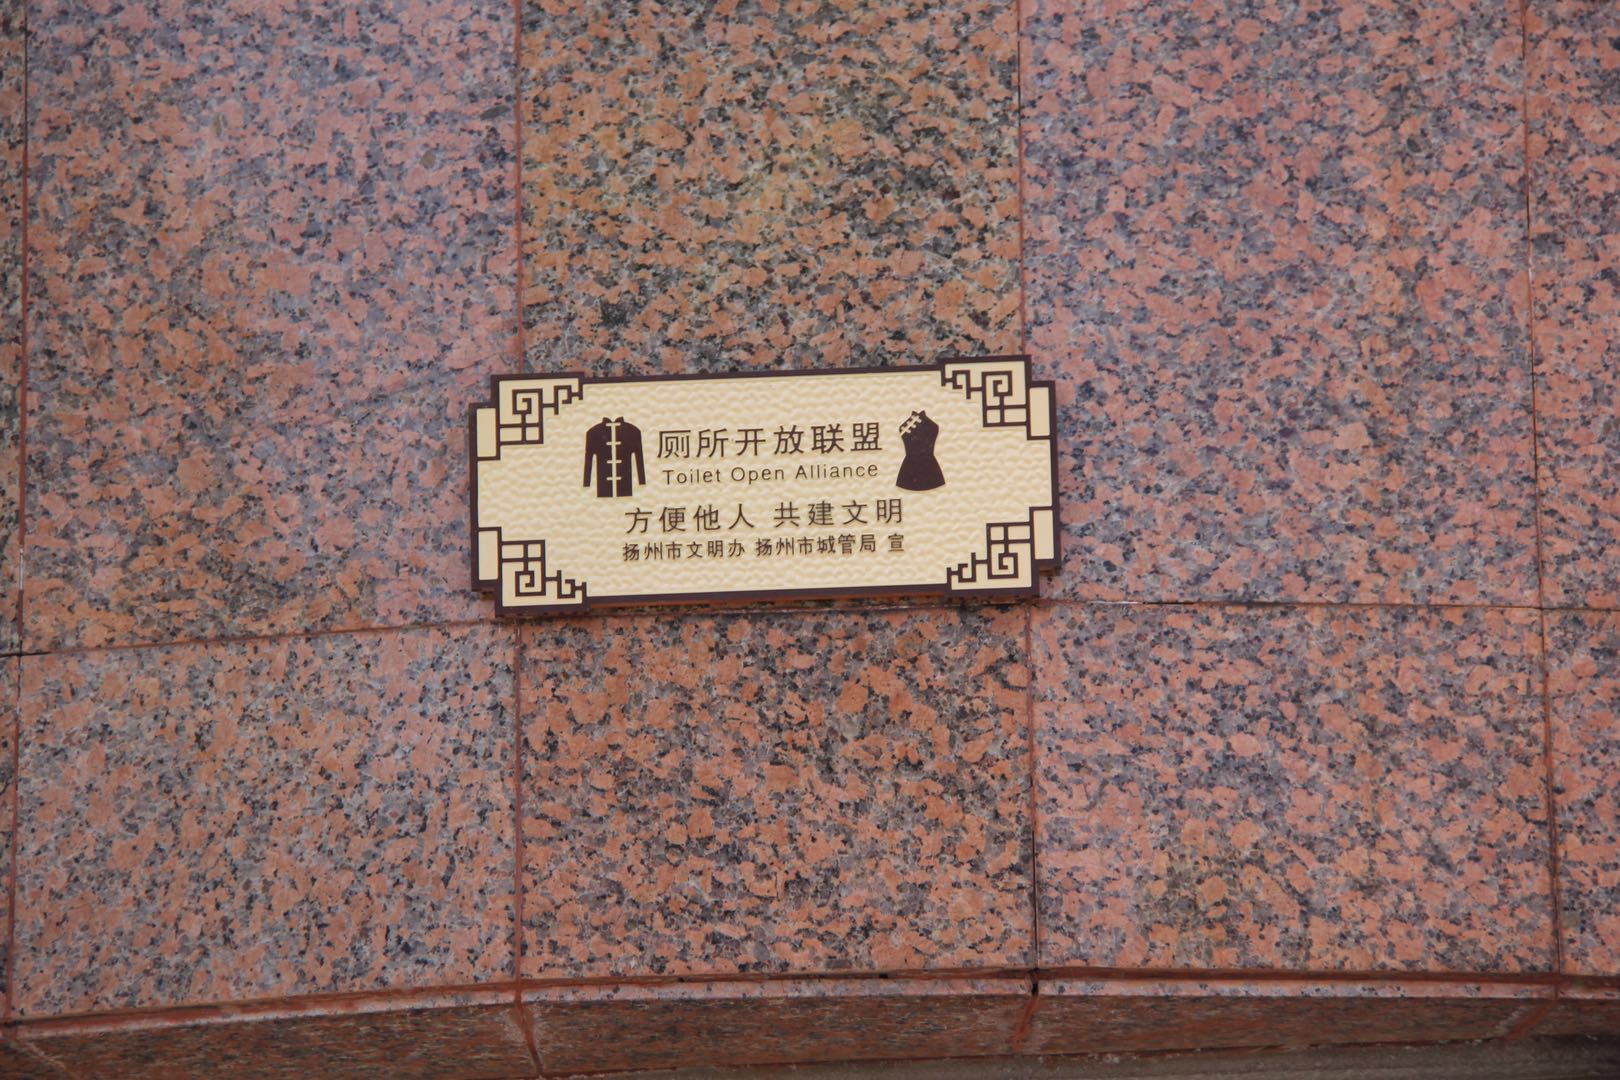 厕所开放联盟
Toilet Open Alliance
方便他人 共建文明
扬州市文明办 扬州市城管局 宣